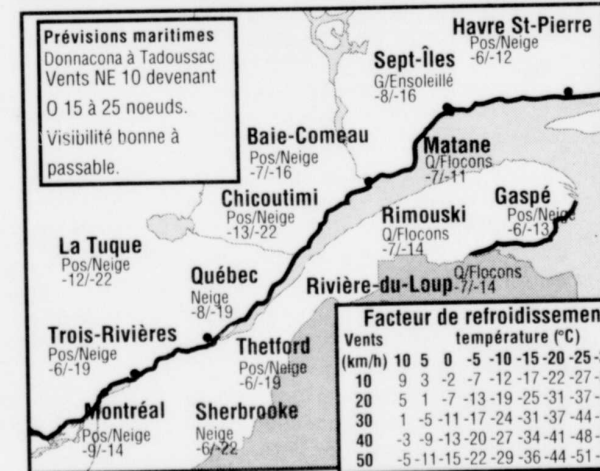 Prévisions maritimes
Donnacona à Tadoussac
Vents NE 10 devenant
O 15 à 25 noeuds.
Visibilité bonne à
passable.
Havre St-Pierre
Pos/Neige
-6/-12
Sept-Îles
G/Ensoleillé
-8/-16
Baie-Comeau
Pos/Neige
-7/-16
Matane
Q/Flocons
-7/-11
Chicoutimi
Pos/Neige
-13/-22
Rimouski
Q/Flocons
-7/-14
Gaspé
Pos/Neige
-6/-13
La Tuque
Pos/Neige
-12/-22
Québec
Neige
-8/-19
Rivière-du-Loup
Q/Flocons
-7/-14
Trois-Rivières
Pos/Neige
-6/-19
Thetford
Pos/Neige
-6/-19
Montréal
Pos/Neige
-9/-14
Sherbrooke
Neige
-6/-22
Facteur de refroidissemen
Vents température (°C)
(km/h) 10 5 0 -5 -10 -15 -20 -25
10 9 3 -2 -7 -12 -17 -22 -27
20 5 1 -7 -13 -19 -25 -31 -37
30 1 -5 -11 -17 -24 -31 -37 -44
40 -3 -9 -13 -20 -27 -34 -41 -48
50 -5 -11 -15 -22 -29 -36 -44 -51